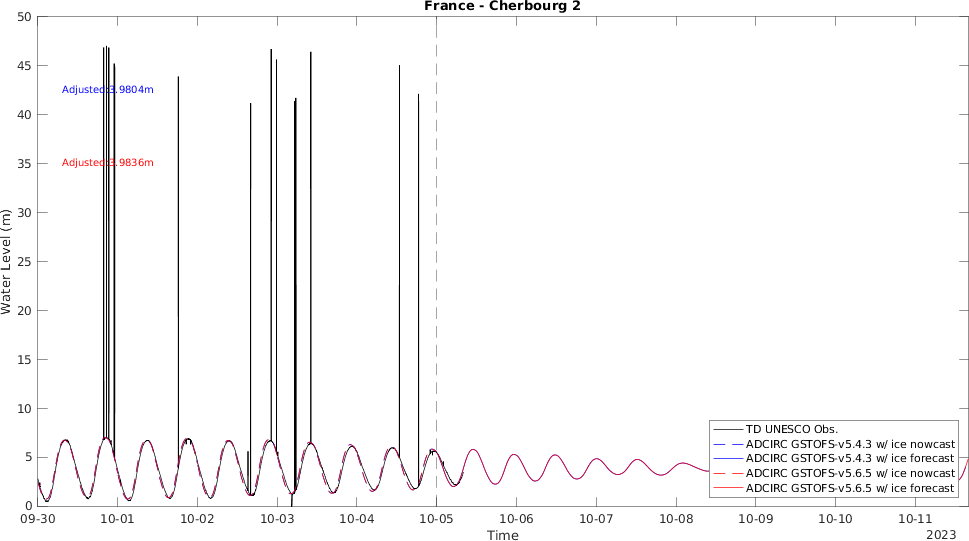 France - Cherbourg 2
50
45
40
35
30
25
20
15
10
5
0
Water Level (m)
Adjusted:3.9804m
Adjusted:3.9836m
TD UNESCO Obs.
ADCIRC GSTOFS-v5.4.3 w/ ice nowcast
ADCIRC GSTOFS-v5.4.3 w/ ice forecast
ADCIRC GSTOFS-v5.6.5 w/ ice nowcast
ADCIRC GSTOFS-v5.6.5 w/ ice forecast
09-30 10-01 10-02 10-03 10-04 10-05 10-06 10-07 10-08 10-09 10-10 10-11
Time
2023